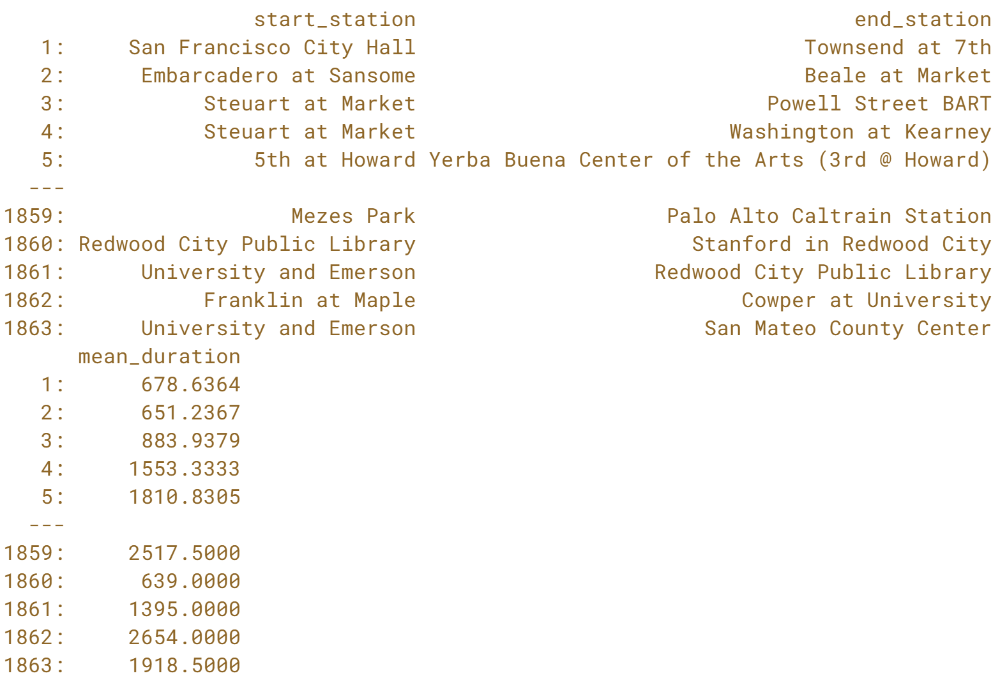 start_station                                   end_station
   1:     San Francisco City Hall                               Townsend at 7th
   2:      Embarcadero at Sansome                               Beale at Market
   3:           Steuart at Market                            Powell Street BART
   4:           Steuart at Market                         Washington at Kearney
   5:               5th at Howard Yerba Buena Center of the Arts (3rd @ Howard)
  ---
1859:                  Mezes Park                    Palo Alto Caltrain Station
1860: Redwood City Public Library                      Stanford in Redwood City
1861:      University and Emerson                   Redwood City Public Library
1862:           Franklin at Maple                          Cowper at University
1863:      University and Emerson                       San Mateo County Center
      mean_duration
   1:      678.6364
   2:      651.2367
   3:      883.9379
   4:     1553.3333
   5:     1810.8305
  ---
1859:     2517.5000
1860:      639.0000
1861:     1395.0000
1862:     2654.0000
1863:     1918.5000